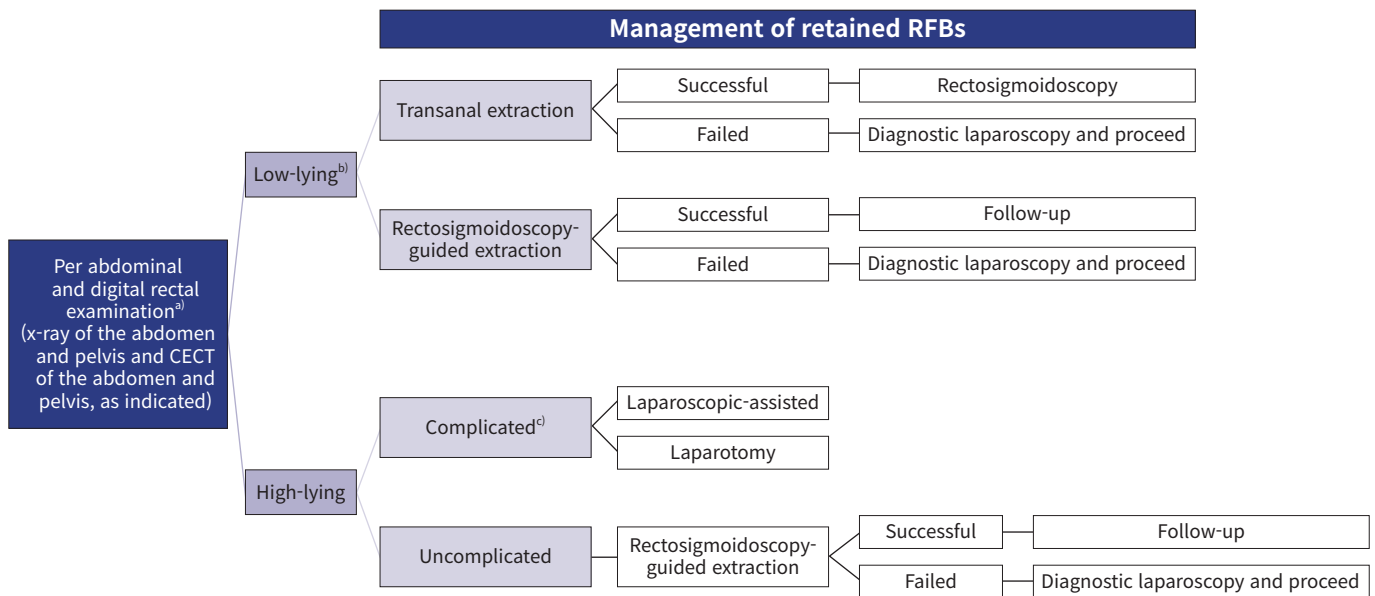 Management of retained RFBs
Transanal extraction
Successful
Rectosigmoidoscopy
Failed
Diagnostic laparoscopy and proceed
Low-lying b)
Rectosigmoidoscopy-
guided extraction
Successful
Follow-up
Failed
Diagnostic laparoscopy and proceed
Per abdominal
and digital rectal
examination a)
(x-ray of the abdomen
and pelvis and CECT
of the abdomen and
pelvis, as indicated)
Complicated c)
Laparoscopic-assisted
Laparotomy
High-lying
Uncomplicated
Rectosigmoidoscopy-
guided extraction
Successful
Follow-up
Failed
Diagnostic laparoscopy and proceed